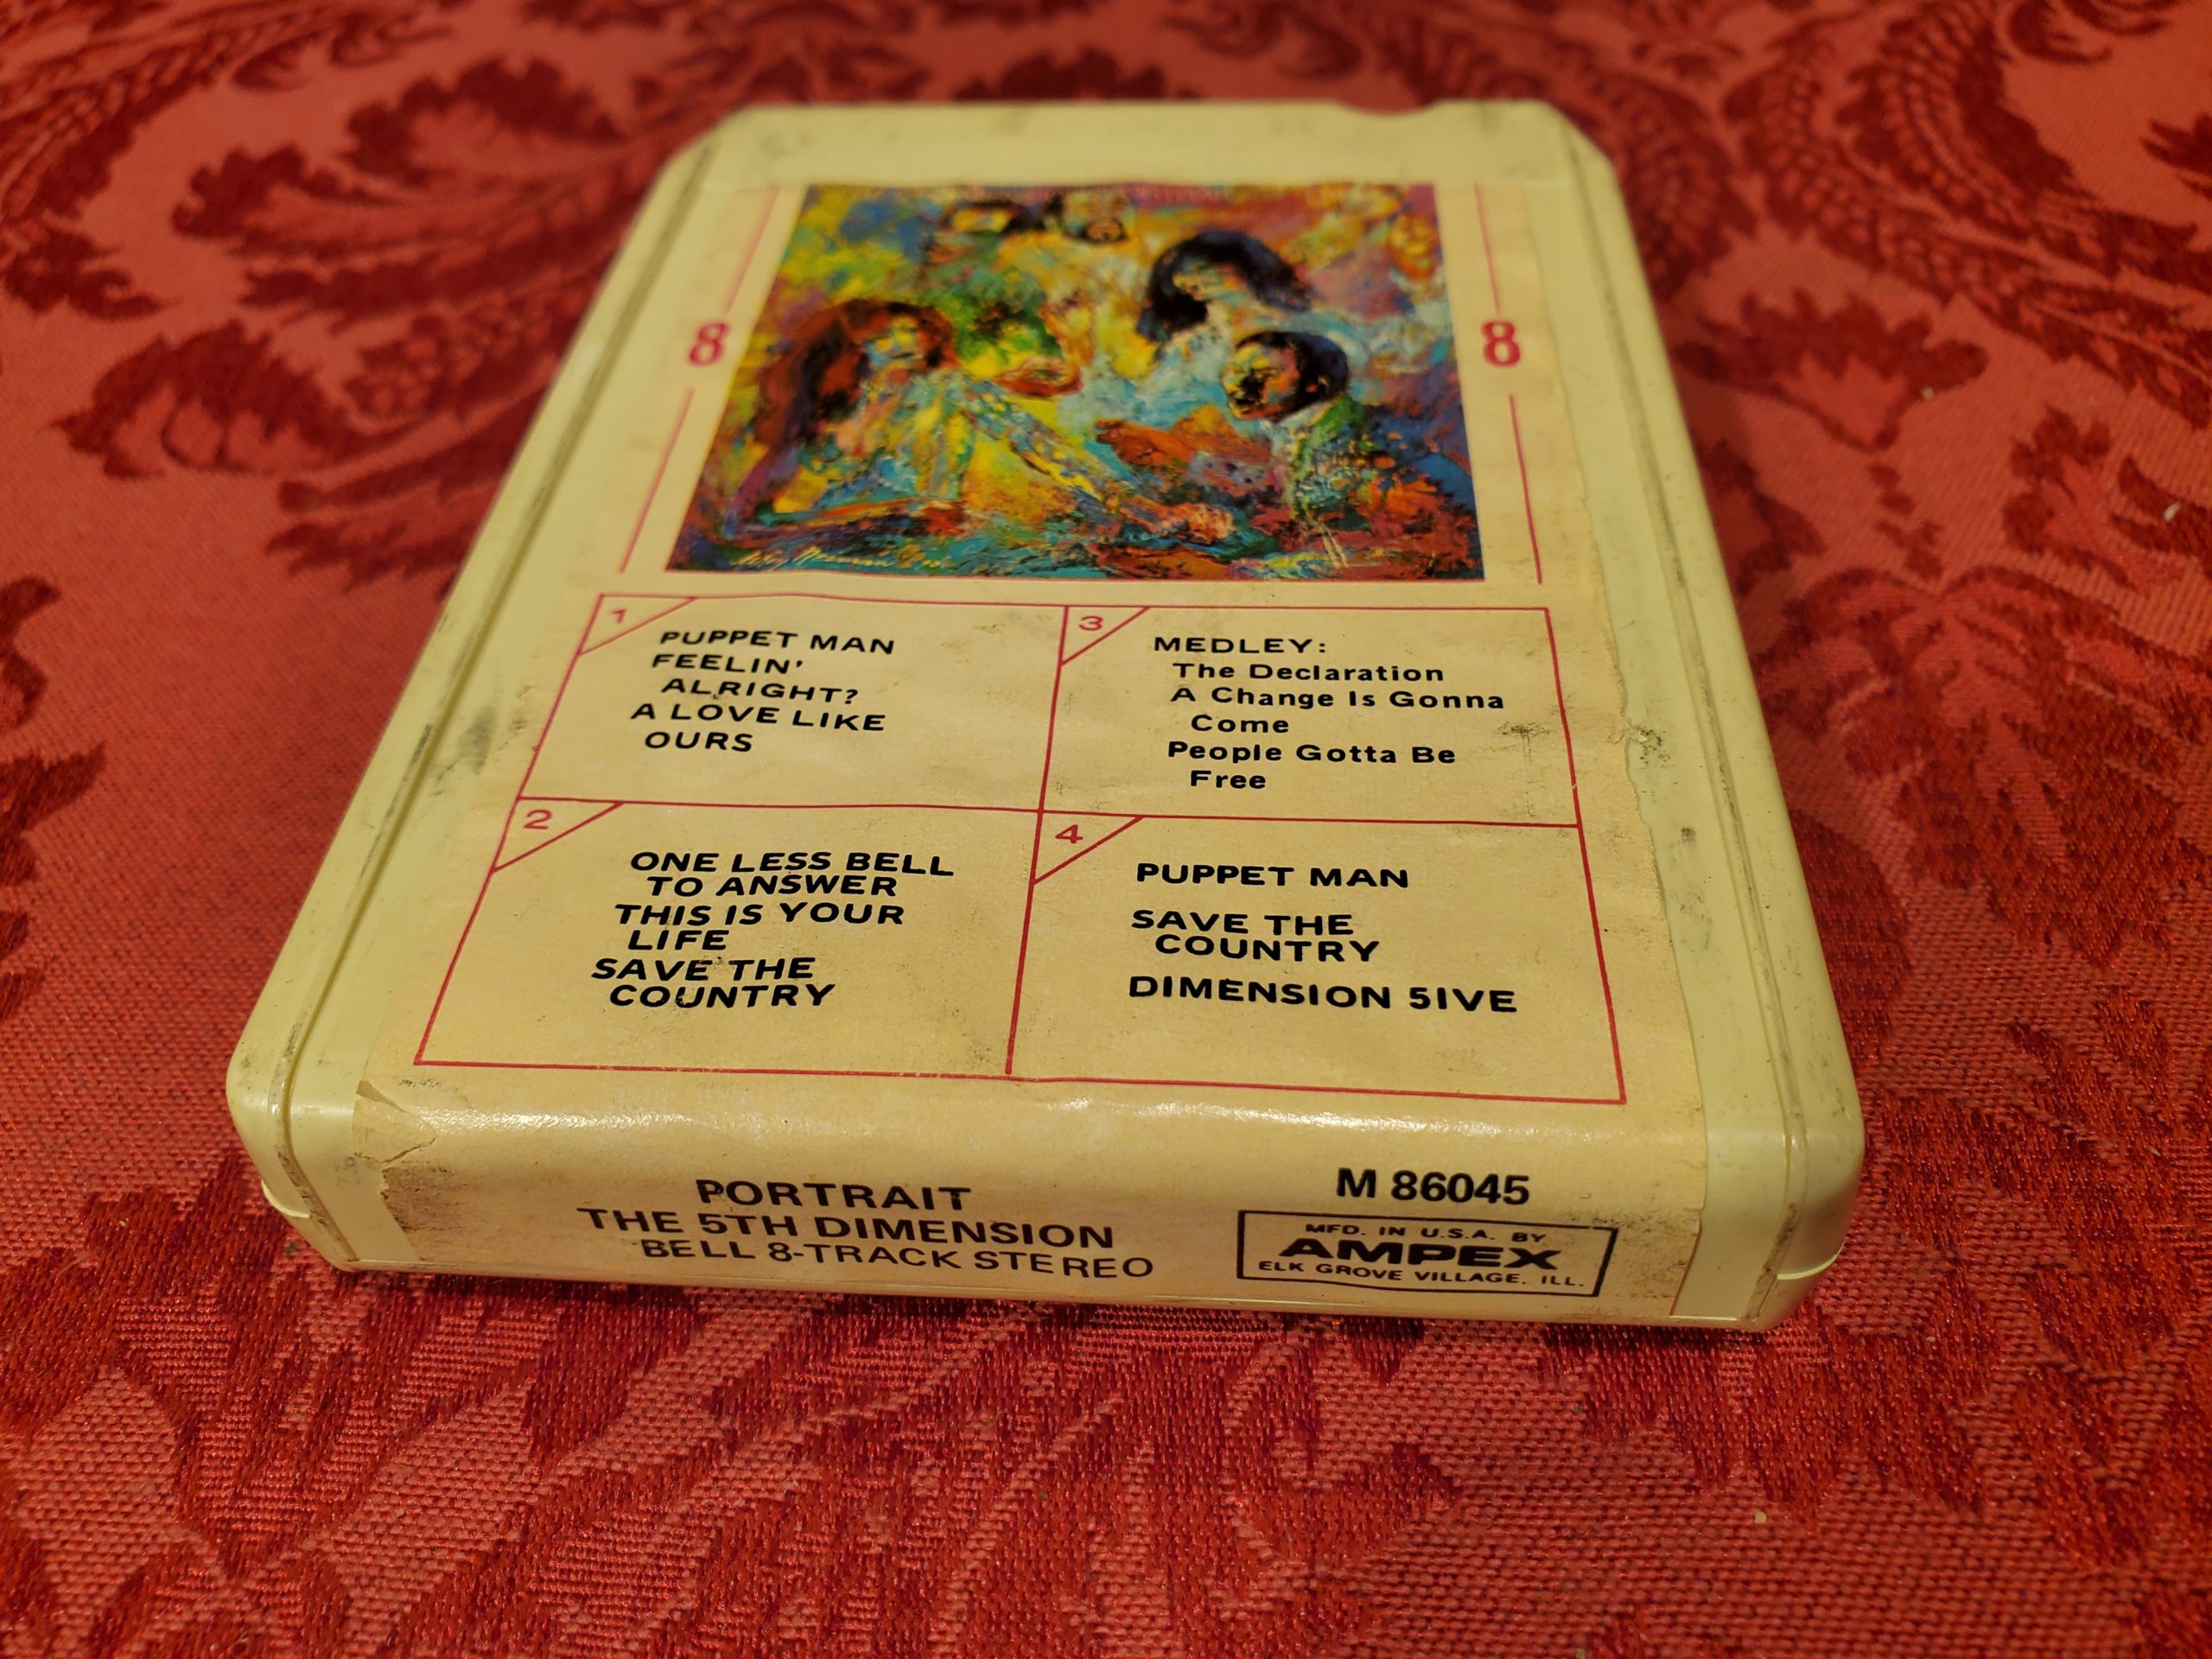 8
8
1
PUPPET MAN
FEELIN'
ALRIGHT?
A LOVE LIKE
OURS
2
ONE LESS BELL
TO ANSWER
THIS IS YOUR
LIFE
SAVE THE
COUNTRY
3
MEDLEY:
The Declaration
A Change Is Gonna
Come
People Gotta Be
Free
4
PUPPET MAN
SAVE THE
COUNTRY
DIMENSION 5IVE
PORTRAIT
THE 5TH DIMENSION
BELL 8-TRACK STEREO
M 86045
MFD. IN U.S.A. BY
AMPEX
ELK GROVE VILLAGE, ILL.